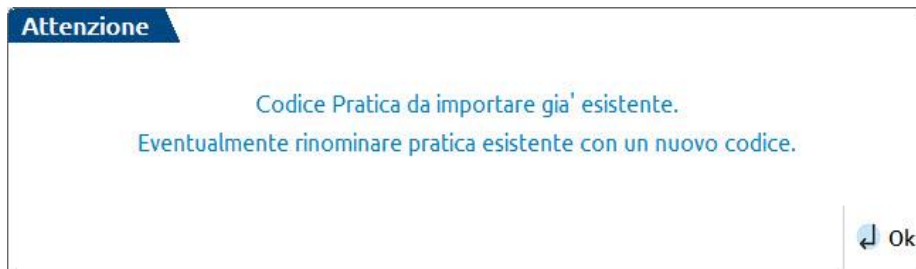 Attenzione
Codice Pratica da importare gia' esistente.
Eventualmente rinominare pratica esistente con un nuovo codice.
Ok